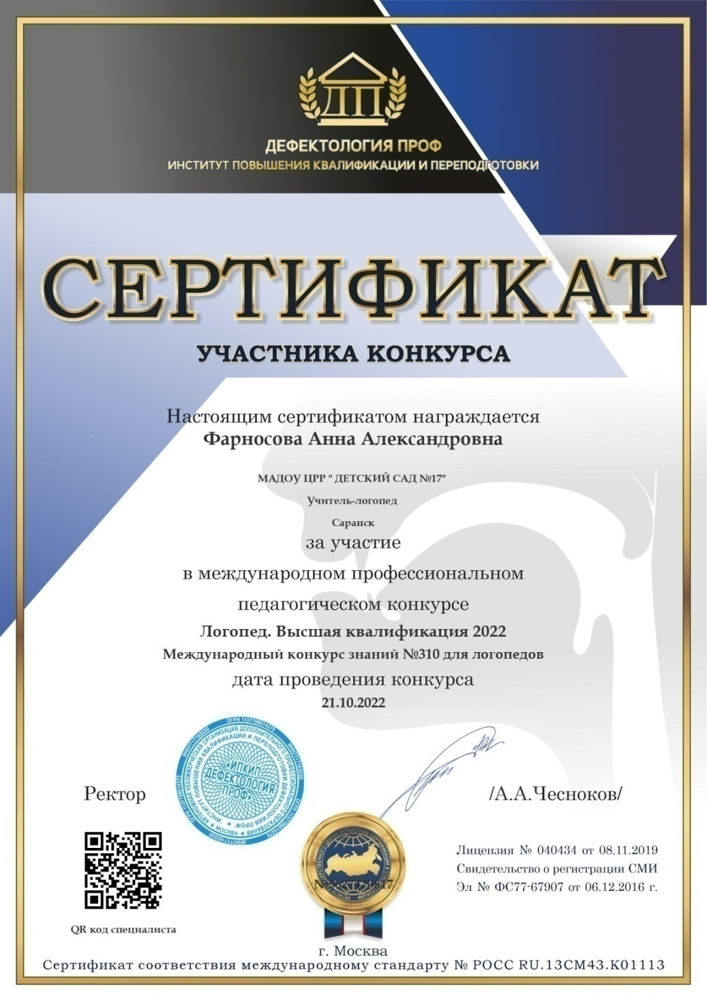 ДП
ДЕФЕКТОЛОГИЯ ПРОФ
ИНСТИТУТ ПОВЫШЕНИЯ КВАЛИФИКАЦИИ И ПЕРЕПОДГОТОВКИ
СЕРТИФИКАТ
УЧАСТНИКА КОНКУРСА
Настоящим сертификатом награждается
Фарносова Анна Александровна
МАДОУ ЦРР " ДЕТСКИЙ САД №17"
Учитель-логопед
Саранск
за участие
в международном профессиональном
педагогическом конкурсе
Логопед. Высшая квалификация 2022
Международный конкурс знаний №310 для логопедов
дата проведения конкурса
21.10.2022
«ИПКИП
ДЕФЕКТОЛОГИЯ
ПРОФ»
Ректор
/А.А.Чесноков/
Лицензия № 040434 от 08.11.2019
Свидетельство о регистрации СМИ
Эл № ФС77-67907 от 06.12.2016 г.
QR код специалиста
г. Москва
Сертификат соответствия международному стандарту № РОСС RU.13СМ43.К01113